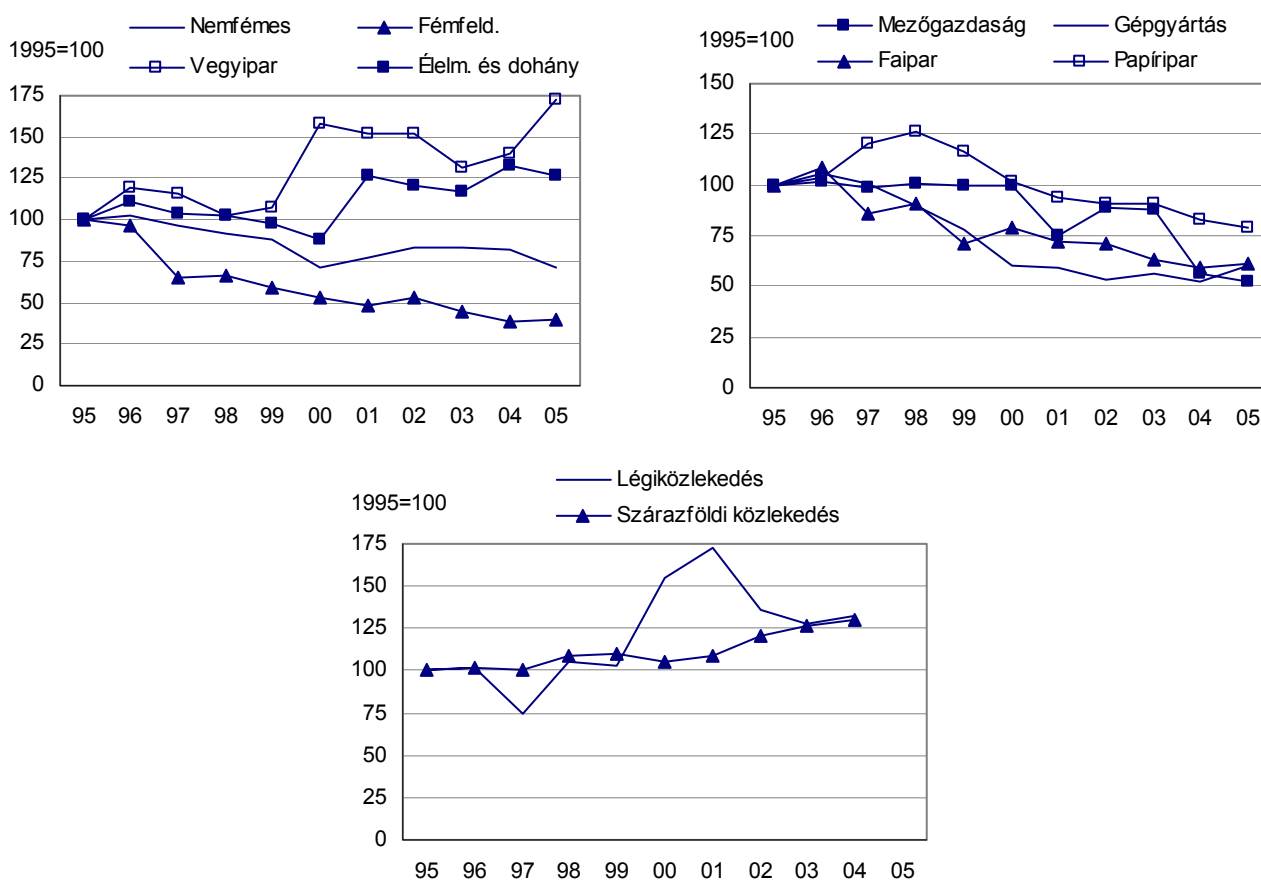 Nemfémes Fémfeld.
1995=100
Vegyipar Élelm. és dohány
175
150
125
100
75
50
25
0
95 96 97 98 99 00 01 02 03 04 05
Mezőgazdaság Gépgyártás
1995=100
Faipar Papíripar
150
125
100
75
50
25
0
95 96 97 98 99 00 01 02 03 04 05
Légiközlekedés
1995=100
Szárazföldi közlekedés
175
150
125
100
75
50
25
0
95 96 97 98 99 00 01 02 03 04 05